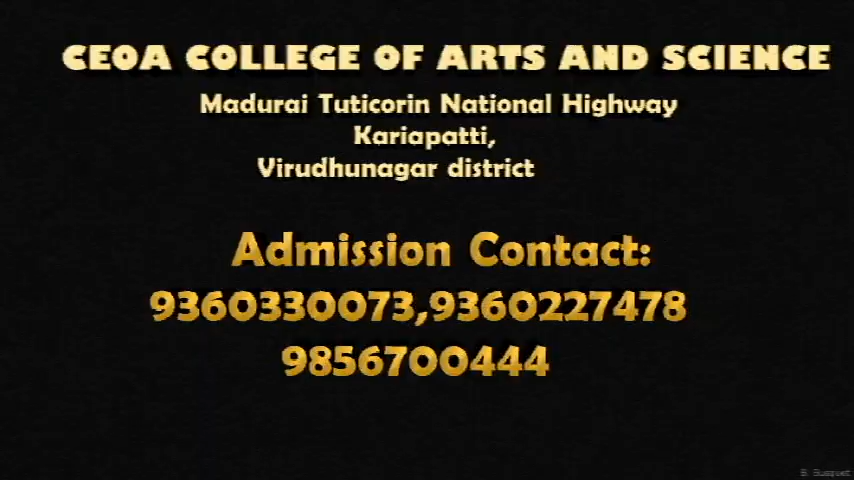 CEOA COLLEGE OF ARTS AND SCIENCE
Madurai Tuticorin National Highway
Kariapatti,
Virudhunagar district
Admission Contact:
9360330073,9360227478
9856700444